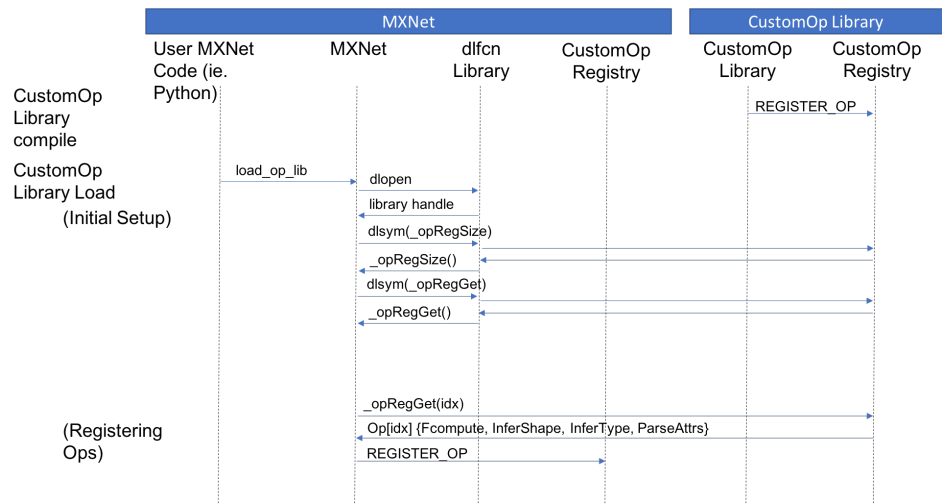 MXNet
CustomOp Library
User MXNet
Code (ie.
Python)
MXNet
dlfcn
Library
CustomOp
Registry
CustomOp
Library
CustomOp
Registry
CustomOp
Library
compile
REGISTER_OP
CustomOp
Library Load
load_op_lib
dlopen
(Initial Setup)
library handle
dlsym(_opRegSize)
_opRegSize()
dlsym(_opRegGet)
_opRegGet()
_opRegGet(idx)
(Registering
Ops)
Op[idx] {Fcompute, InferShape, InferType, ParseAttrs}
REGISTER_OP